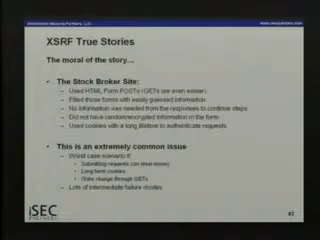 Information Security Partners, LLC
www.isecpartners.com
XSRF True Stories
The moral of the story…
• The Stock Broker Site:
– Used HTML Form POSTs (GETs are even easier)
– Filled those forms with easily guessed information
– No information was needed from the responses to continue steps
– Did not have random/encrypted information in the form
– Used cookies with a long lifetime to authenticate requests
• This is an extremely common issue
– Worst case scenario if:
• Submitting requests can steal money
• Long term cookies
• State change through GETs
– Lots of intermediate failure modes
iSEC
PARTNERS
43